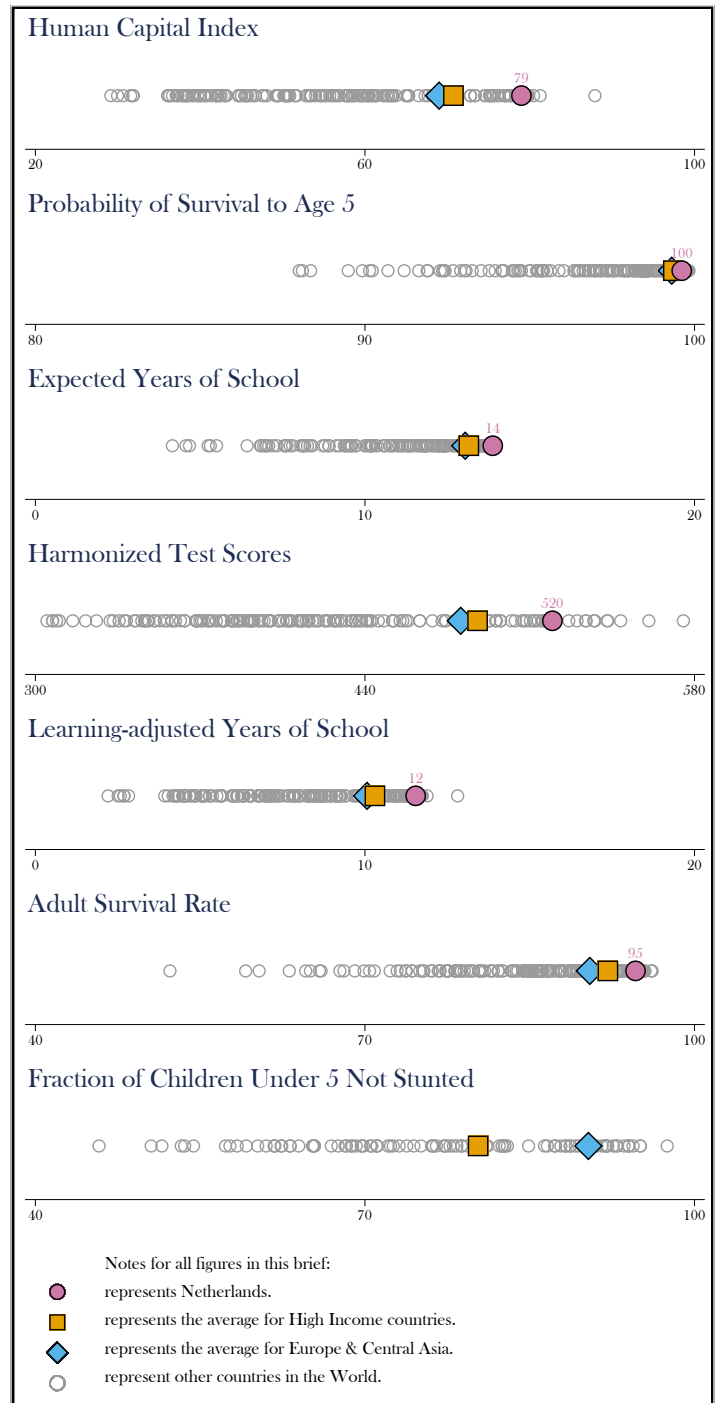 Human Capital Index
79
20 60 100
Probability of Survival to Age 5
100
80 90 100
Expected Years of School
14
0 10 20
Harmonized Test Scores
520
300 440 580
Learning-adjusted Years of School
12
0 10 20
Adult Survival Rate
95
40 70 100
Fraction of Children Under 5 Not Stunted
40 70 100
Notes for all figures in this brief:
represents Netherlands.
represents the average for High Income countries.
represents the average for Europe & Central Asia.
represent other countries in the World.